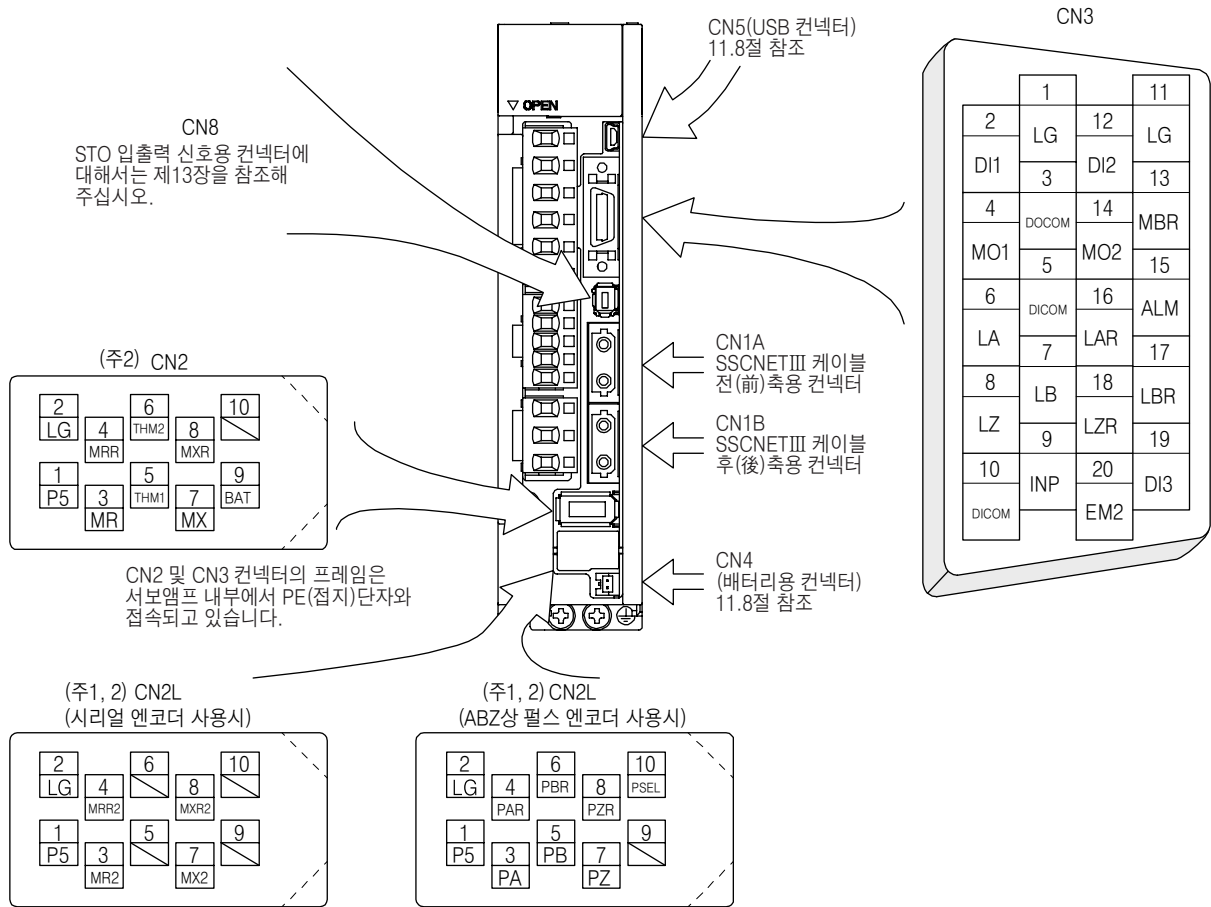 CN5(USB 컨넥터)
11.8절 참조
CN3
▽ OPEN
CN8
STO 입출력 신호용 컨넥터에
대해서는 제13장을 참조해
주십시오.
1 11
2 12
LG LG
DI1 DI2
3 13
4 14
DOCOM MBR
MO1 MO2
5 15
6 16
DICOM ALM
LA LAR
7 17
8 18
LB LBR
LZ LZR
9 19
10 20
INP DI3
DICOM EM2
CN1A
SSCNETⅢ 케이블
전(前)축용 컨넥터
CN1B
SSCNETⅢ 케이블
후(後)축용 컨넥터
(주2) CN2
2 6 10
LG 4 THM2 8
MRR MXR
1 5 9
P5 3 THM1 7 BAT
MR MX
CN2 및 CN3 컨넥터의 프레임은
서보앰프 내부에서 PE(접지)단자와
접속되고 있습니다.
CN4
(배터리용 컨넥터)
11.8절 참조
(주1, 2) CN2L
(시리얼 엔코더 사용시)
2 6 10
LG 4 8
MRR2 MXR2
1 5 9
P5 3 7
MR2 MX2
(주1, 2) CN2L
(ABZ상 펄스 엔코더 사용시)
2 6 10
LG 4 PBR 8 PSEL
PAR PZR
1 5 9
P5 3 PB 7
PA PZ